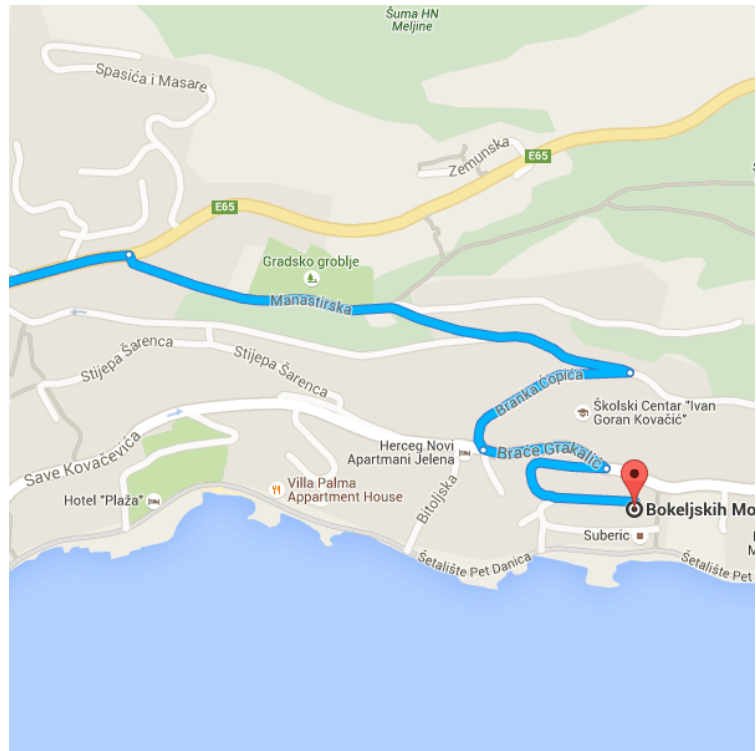 Šuma HN
Meljine
Spasića i Masare
Zemunska
E65
E65
Gradsko groblje
Manastirska
Stijepa Šarenca
Stijepa Šarenca
Branka Ćopića
Školski Centar "Ivan
Goran Kovačić"
Save Kovačevića
Herceg Novi
Apartmani Jelena
Braće Grakalić
Villa Palma
Appartment House
Hotel "Plaža"
Bitoljska
Bokeljskih Mo
Suberic
Šetalište Pet Danica
Šetalište Pet